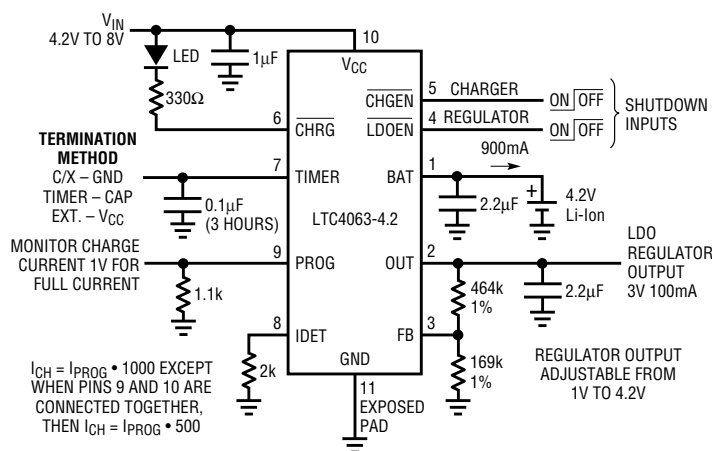 V_IN
4.2V TO 8V
LED
1µF
330Ω
10
V_CC
5
CHARGER
CHGEN
ON OFF
4
REGULATOR
LDOEN
ON OFF
SHUTDOWN
INPUTS
6
CHRG
TERMINATION
METHOD
C/X – GND
TIMER – CAP
EXT. – V_CC
7
TIMER
0.1µF
(3 HOURS)
LTC4063-4.2
1
BAT
900mA
2.2µF
+
4.2V
Li-Ion
MONITOR CHARGE
CURRENT 1V FOR
FULL CURRENT
9
PROG
1.1k
2
OUT
LDO
REGULATOR
OUTPUT
3V 100mA
464k
1%
2.2µF
8
IDET
2k
3
FB
169k
1%
GND
11
EXPOSED
PAD
I_CH = I_PROG • 1000 EXCEPT
WHEN PINS 9 AND 10 ARE
CONNECTED TOGETHER,
THEN I_CH = I_PROG • 500
REGULATOR OUTPUT
ADJUSTABLE FROM
1V TO 4.2V